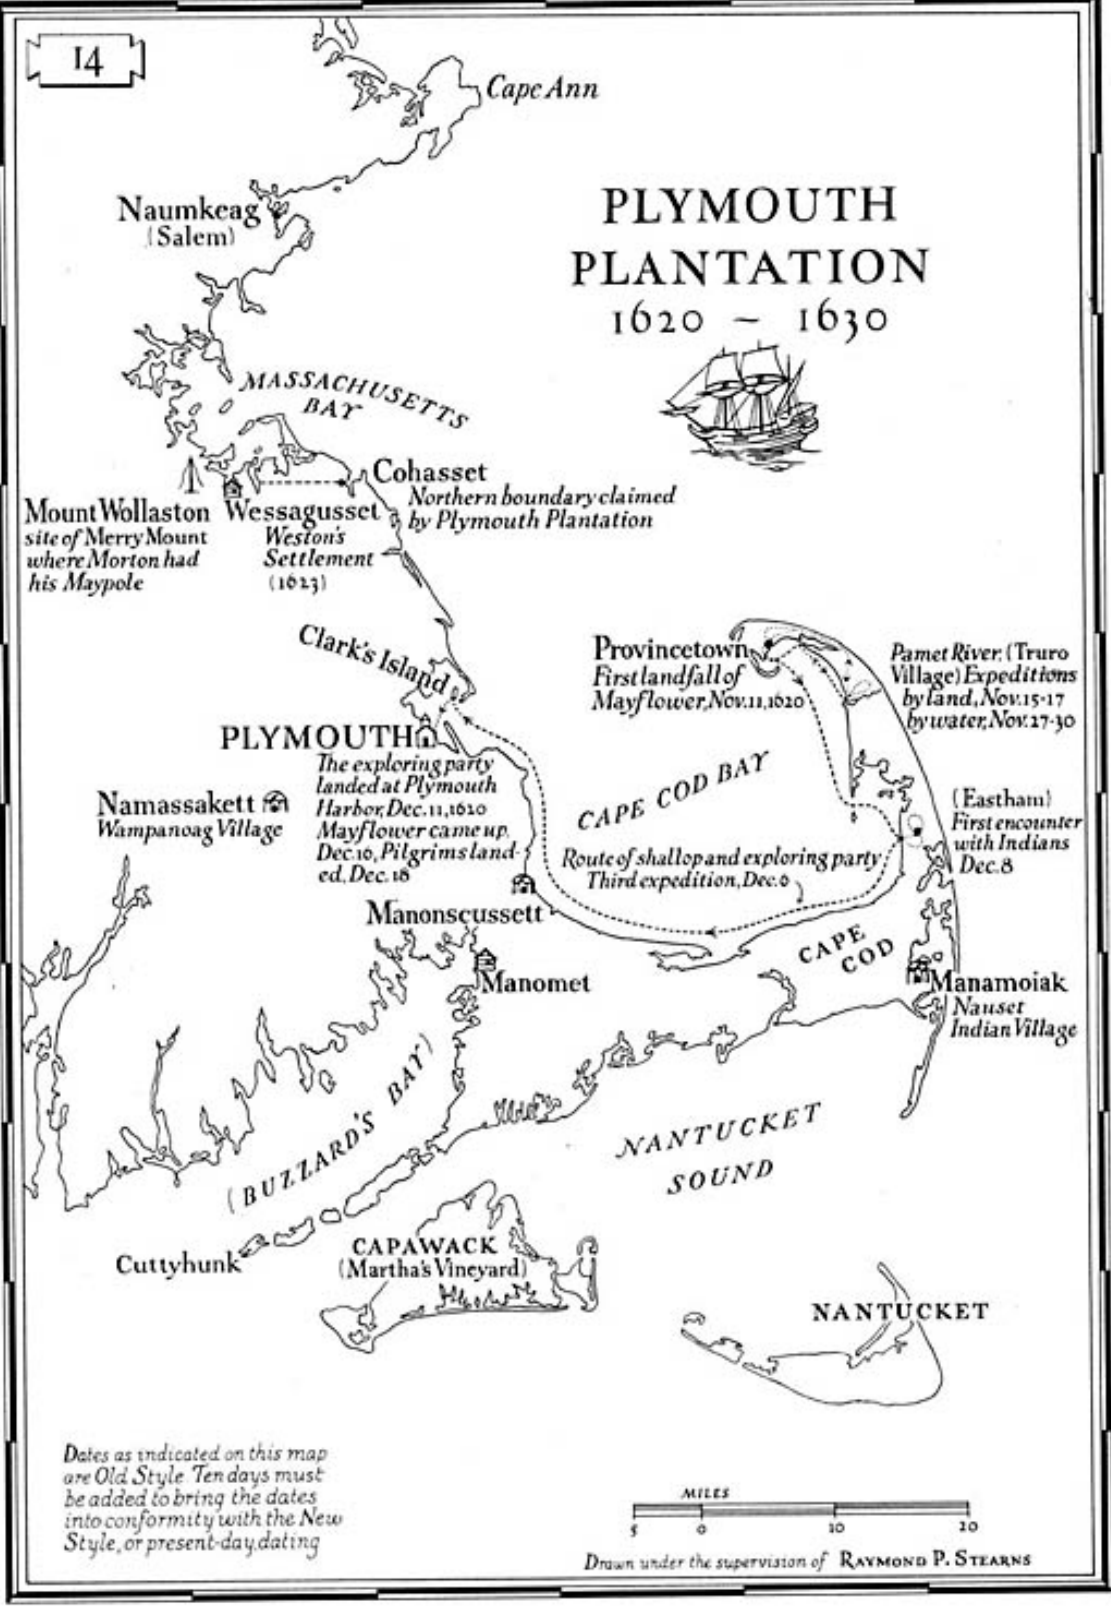 14
Cape Ann
Naumkeag
(Salem)
PLYMOUTH
PLANTATION
1620 ~ 1630
MASSACHUSETTS
BAY
Cohasset
Northern boundary claimed
by Plymouth Plantation
Mount Wollaston
site of Merry Mount
where Morton had
his Maypole
Wessagusset
Weston's
Settlement
(1623)
Clark's Island
Provincetown
First landfall of
Mayflower, Nov. 11, 1620
Pamet River, (Truro
Village) Expeditions
by land, Nov. 15-17
by water, Nov. 27-30
PLYMOUTH
The exploring party
landed at Plymouth
Harbor, Dec. 11, 1620
Mayflower came up,
Dec. 16, Pilgrims land-
ed, Dec. 18
Namassakett
Wampanoag Village
CAPE COD BAY
(Eastham)
First encounter
with Indians
Dec. 8
Route of shallop and exploring party
Third expedition, Dec. 6
Manonscussett
CAPE
COD
Manomet
Manamoiak
Nauset
Indian Village
(BUZZARD'S BAY)
NANTUCKET
SOUND
Cuttyhunk
CAPAWACK
(Martha's Vineyard)
NANTUCKET
Dates as indicated on this map
are Old Style. Ten days must
be added to bring the dates
into conformity with the New
Style, or present-day, dating
MILES
5 0 10 20
Drawn under the supervision of RAYMOND P. STEARNS